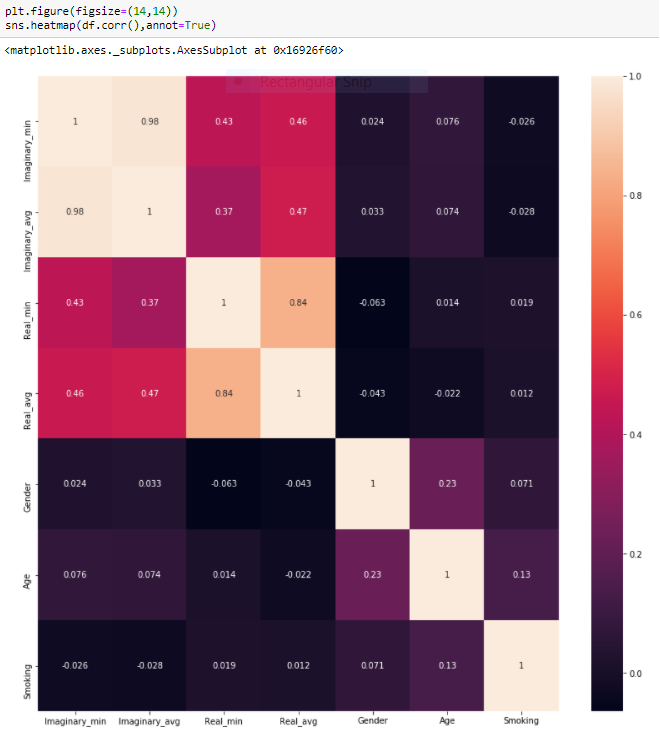 plt.figure(figsize=(14,14))
sns.heatmap(df.corr(),annot=True)
<matplotlib.axes._subplots.AxesSubplot at 0x16926f60>
Rectangular Snip
1.0
Imaginary_min 1 0.98 0.43 0.46 0.024 0.076 -0.026
0.8
Imaginary_avg 0.98 1 0.37 0.47 0.033 0.074 -0.028
Real_min 0.43 0.37 1 0.84 -0.063 0.014 0.019
0.6
Real_avg 0.46 0.47 0.84 1 -0.043 -0.022 0.012
0.4
Gender 0.024 0.033 -0.063 -0.043 1 0.23 0.071
0.2
Age 0.076 0.074 0.014 -0.022 0.23 1 0.13
Smoking -0.026 -0.028 0.019 0.012 0.071 0.13 1
0.0
Imaginary_min Imaginary_avg Real_min Real_avg Gender Age Smoking